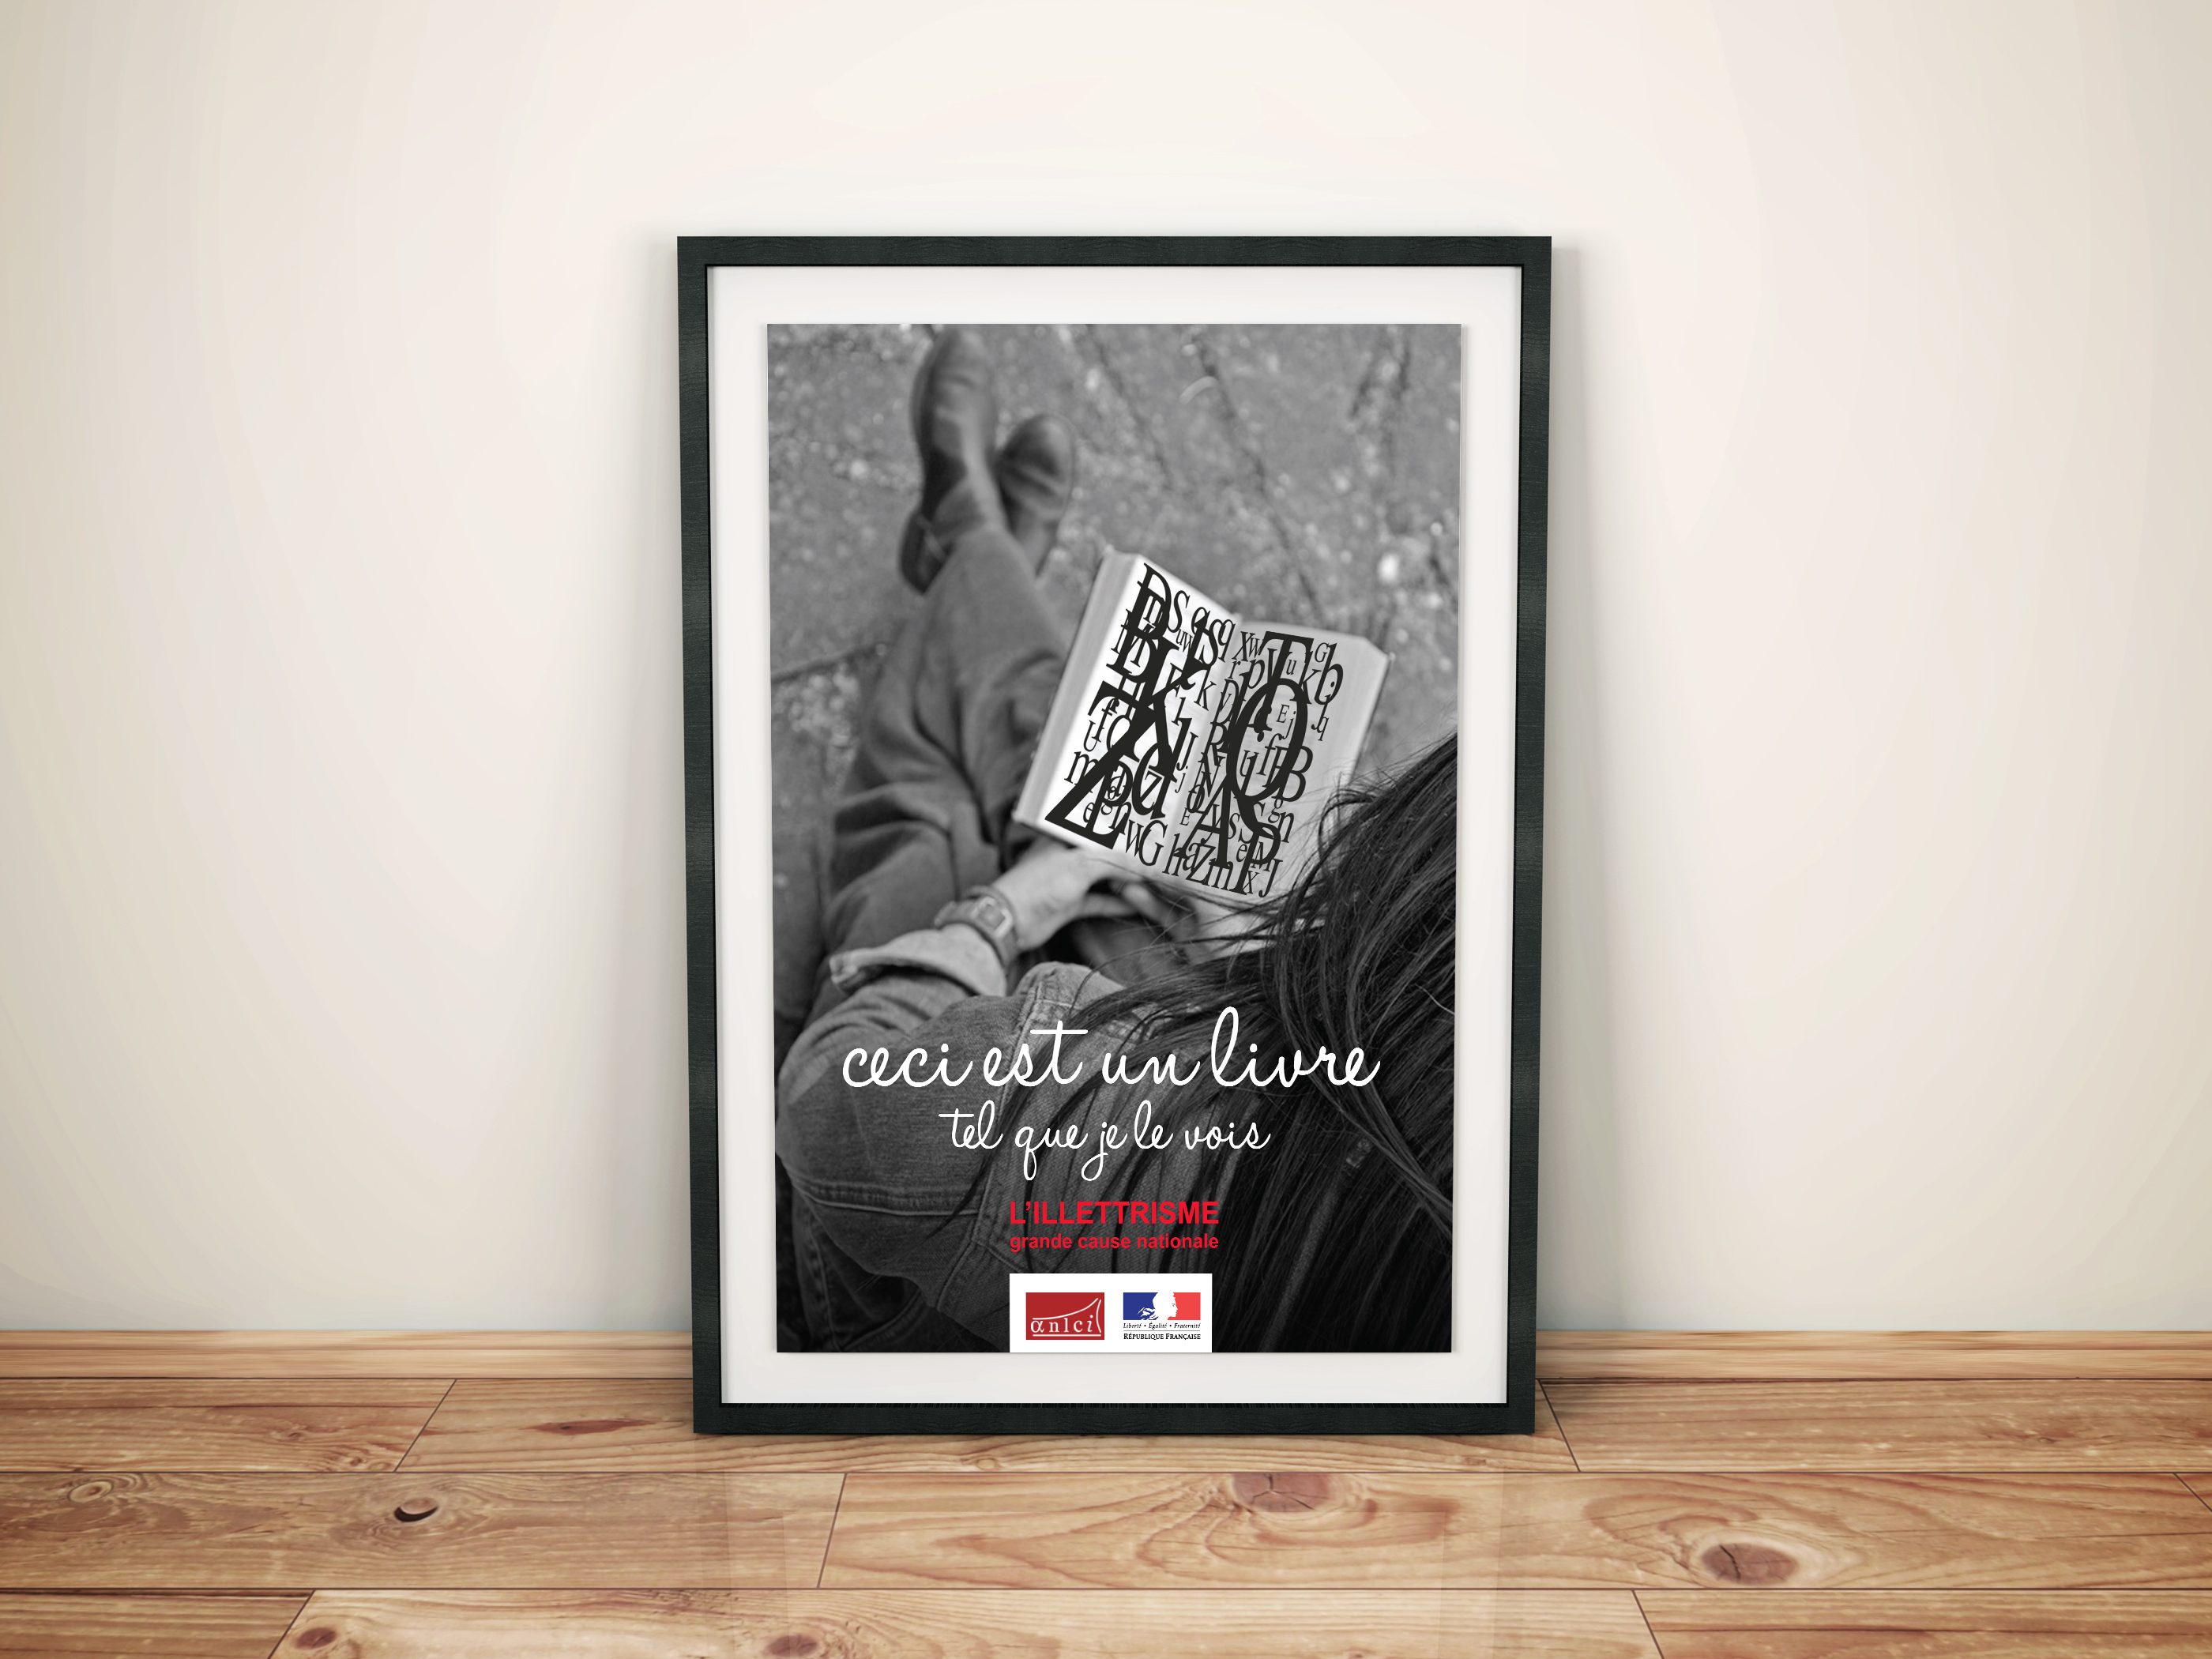 ceci est un livre
tel que je le vois
L'ILLETTRISME
grande cause nationale
anlci
Liberté • Égalité • Fraternité
RÉPUBLIQUE FRANÇAISE